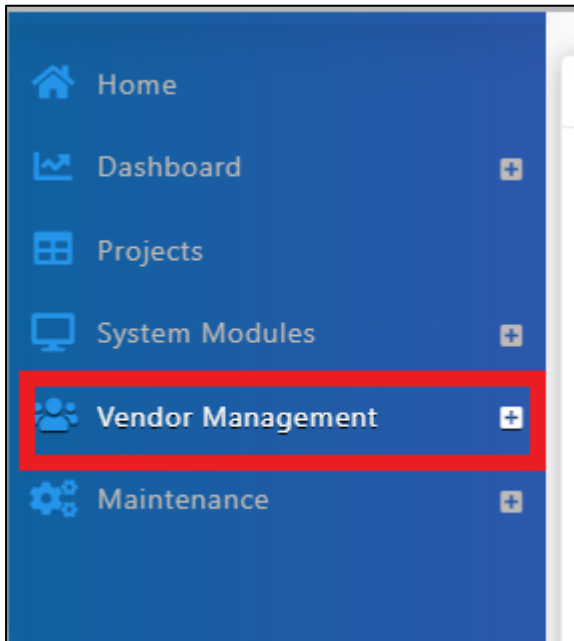 Home
Dashboard
Projects
System Modules
Vendor Management
Maintenance